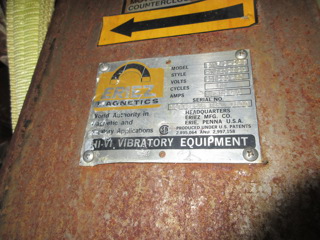 COUNTERCLOC
ERIEZ
MAGNETICS
World Authority in
Magnetic and
Vibratory Applications
MODEL
STYLE
VOLTS
CYCLES
AMPS
SERIAL NO.
HEADQUARTERS
ERIEZ MFG. CO.
ERIE, PENNA U.S.A.
PRODUCED UNDER U.S. PATENTS
HI-VI VIBRATORY EQUIPMENT